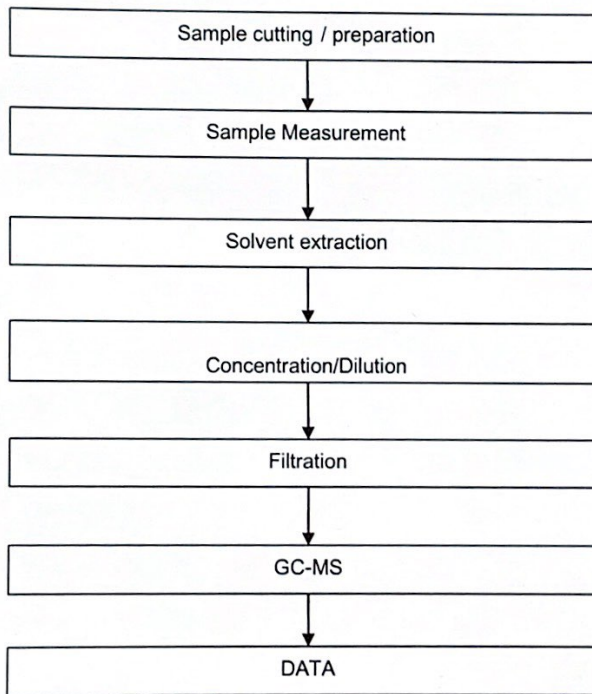 Sample cutting / preparation
Sample Measurement
Solvent extraction
Concentration/Dilution
Filtration
GC-MS
DATA